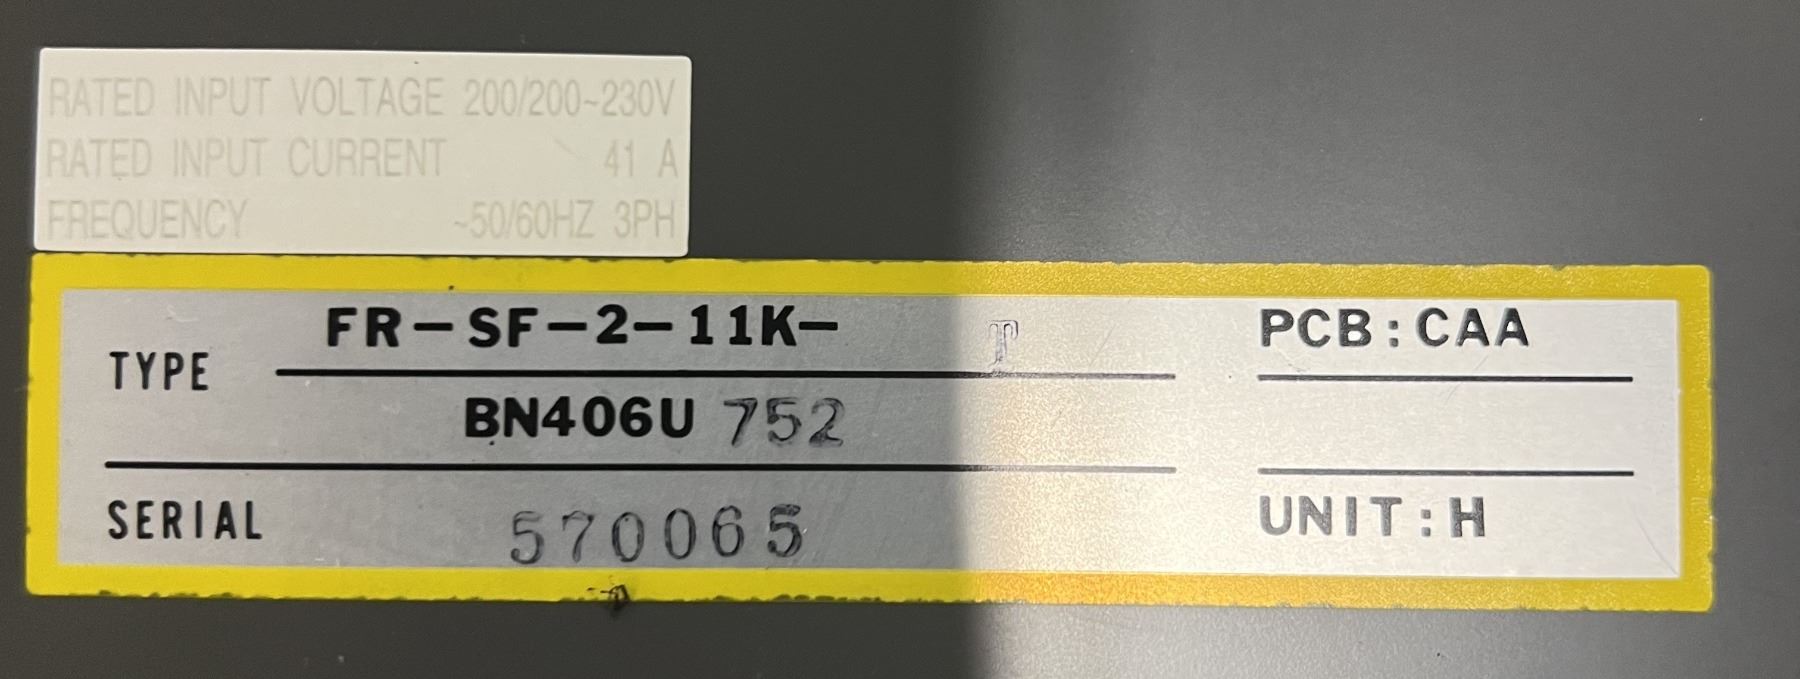 RATED INPUT VOLTAGE 200/200~230V
RATED INPUT CURRENT 41 A
FREQUENCY ~50/60HZ 3PH
TYPE FR-SF-2-11K- T
BN406U 752
SERIAL 570065
PCB:CAA
UNIT:H